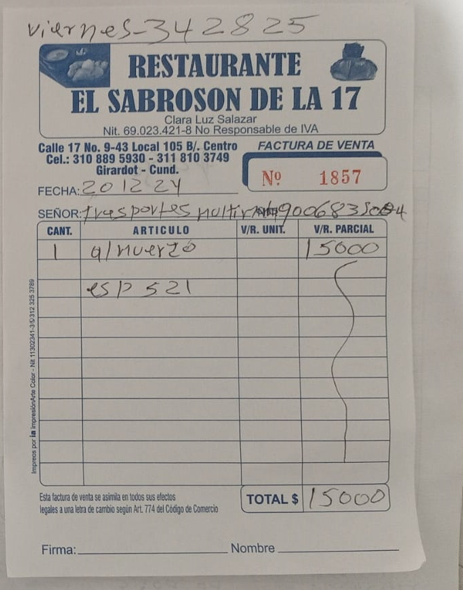 viernes-342825
RESTAURANTE
EL SABROSON DE LA 17
Clara Luz Salazar
Nit. 69.023.421-8 No Responsable de IVA
Calle 17 No. 9-43 Local 105 B/. Centro
Cel.: 310 889 5930 - 311 810 3749
Girardot - Cund.
FACTURA DE VENTA
Nº 1857
FECHA: 20 12 24
SEÑOR: trasportes
CANT. ARTICULO V/R. UNIT. V/R. PARCIAL
1 almuerzo 15000
esp 521
Esta factura de venta se asimila en todos sus efectos
legales a una letra de cambio según Art. 774 del Código de Comercio
TOTAL $ 15000
Firma: Nombre